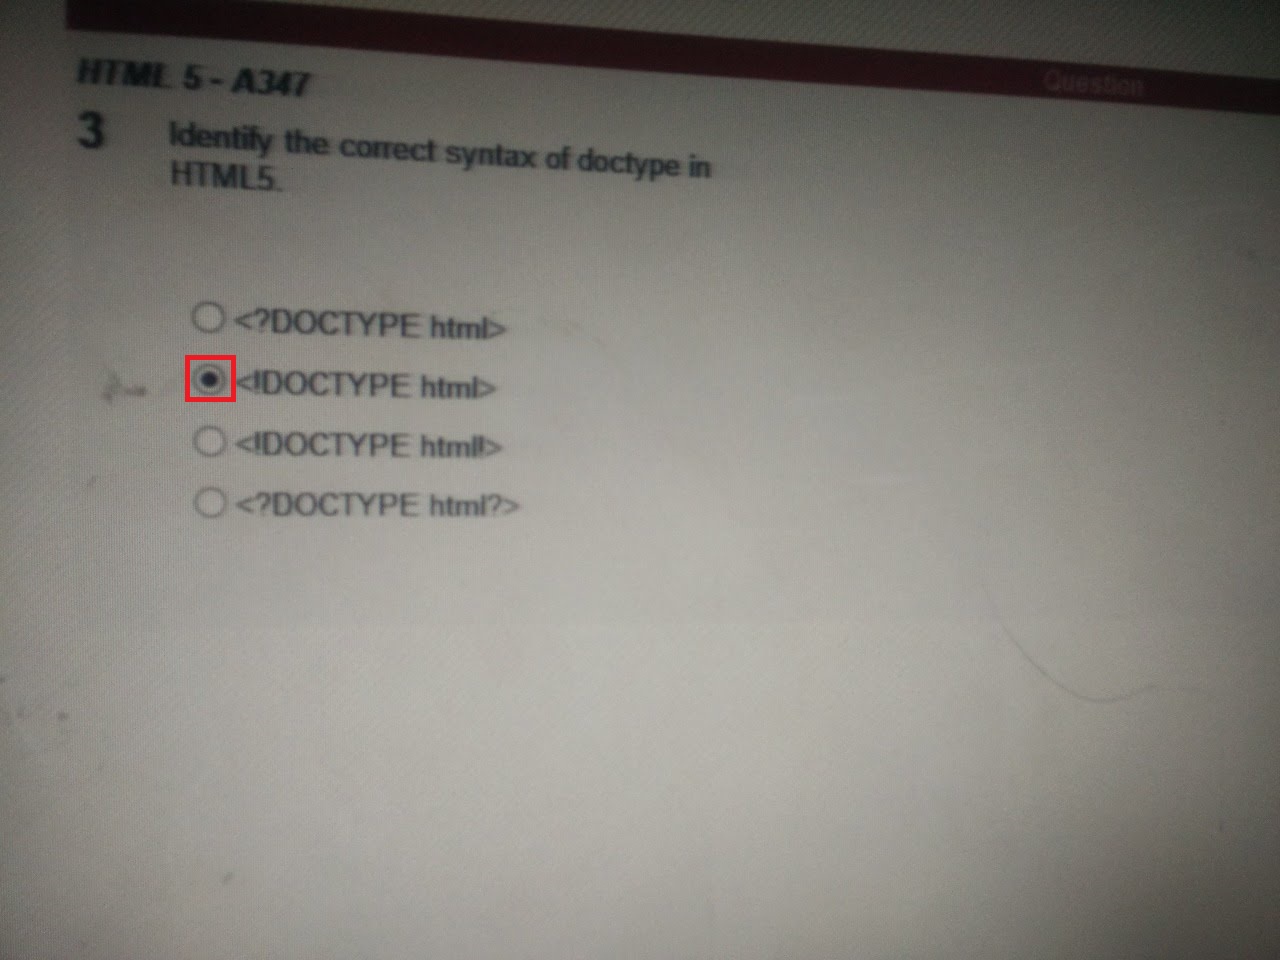 Question
HTML 5 - A347
3 Identify the correct syntax of doctype in
HTML5.
<?DOCTYPE html>
<!DOCTYPE html>
<!DOCTYPE html!>
<?DOCTYPE html?>